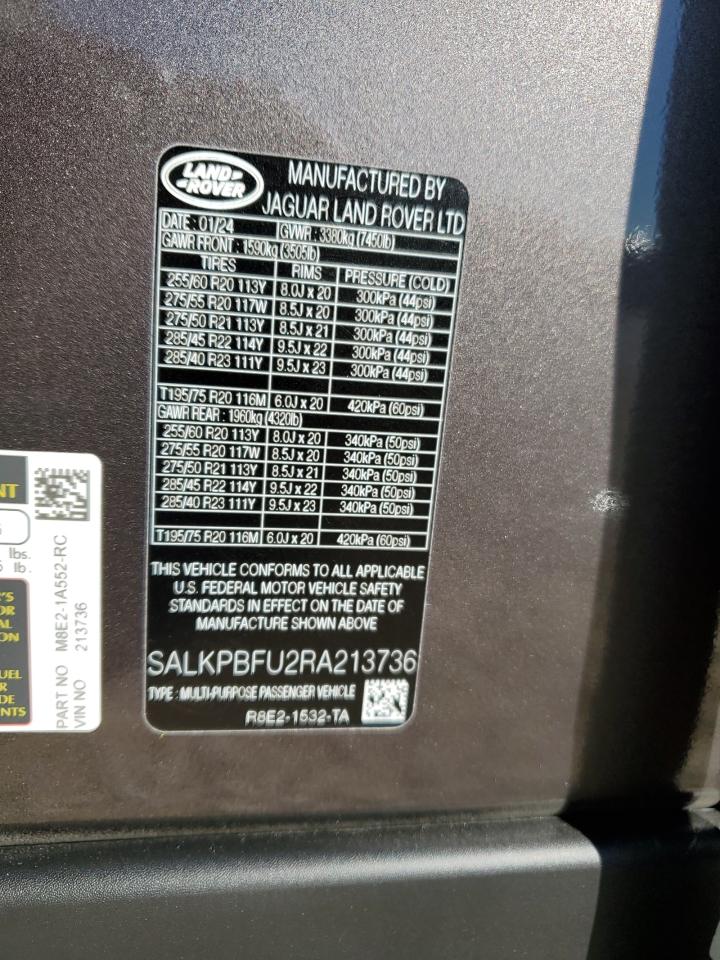 LAND
ROVER
MANUFACTURED BY
JAGUAR LAND ROVER LTD
DATE : 01/24 GVWR : 3380kg (7450lb)
GAWR FRONT : 1590kg (3505lb)
TIRES RIMS PRESSURE (COLD)
255/60 R20 113Y 8.0J x 20 300kPa (44psi)
275/55 R20 117W 8.5J x 20 300kPa (44psi)
275/50 R21 113Y 8.5J x 21 300kPa (44psi)
285/45 R22 114Y 9.5J x 22 300kPa (44psi)
285/40 R23 111Y 9.5J x 23 300kPa (44psi)
T195/75 R20 116M 6.0J x 20 420kPa (60psi)
GAWR REAR : 1960kg (4320lb)
255/60 R20 113Y 8.0J x 20 340kPa (50psi)
275/55 R20 117W 8.5J x 20 340kPa (50psi)
275/50 R21 113Y 8.5J x 21 340kPa (50psi)
285/45 R22 114Y 9.5J x 22 340kPa (50psi)
285/40 R23 111Y 9.5J x 23 340kPa (50psi)
T195/75 R20 116M 6.0J x 20 420kPa (60psi)
THIS VEHICLE CONFORMS TO ALL APPLICABLE
U.S. FEDERAL MOTOR VEHICLE SAFETY
STANDARDS IN EFFECT ON THE DATE OF
MANUFACTURE SHOWN ABOVE
SALKPBFU2RA213736
TYPE : MULTI-PURPOSE PASSENGER VEHICLE
R8E2-1532-TA
PART NO M8E2-1A552-RC
VIN NO 213736
NT
lbs.
lb.
'S
OR
AL
ON
UEL
R
DE
NTS